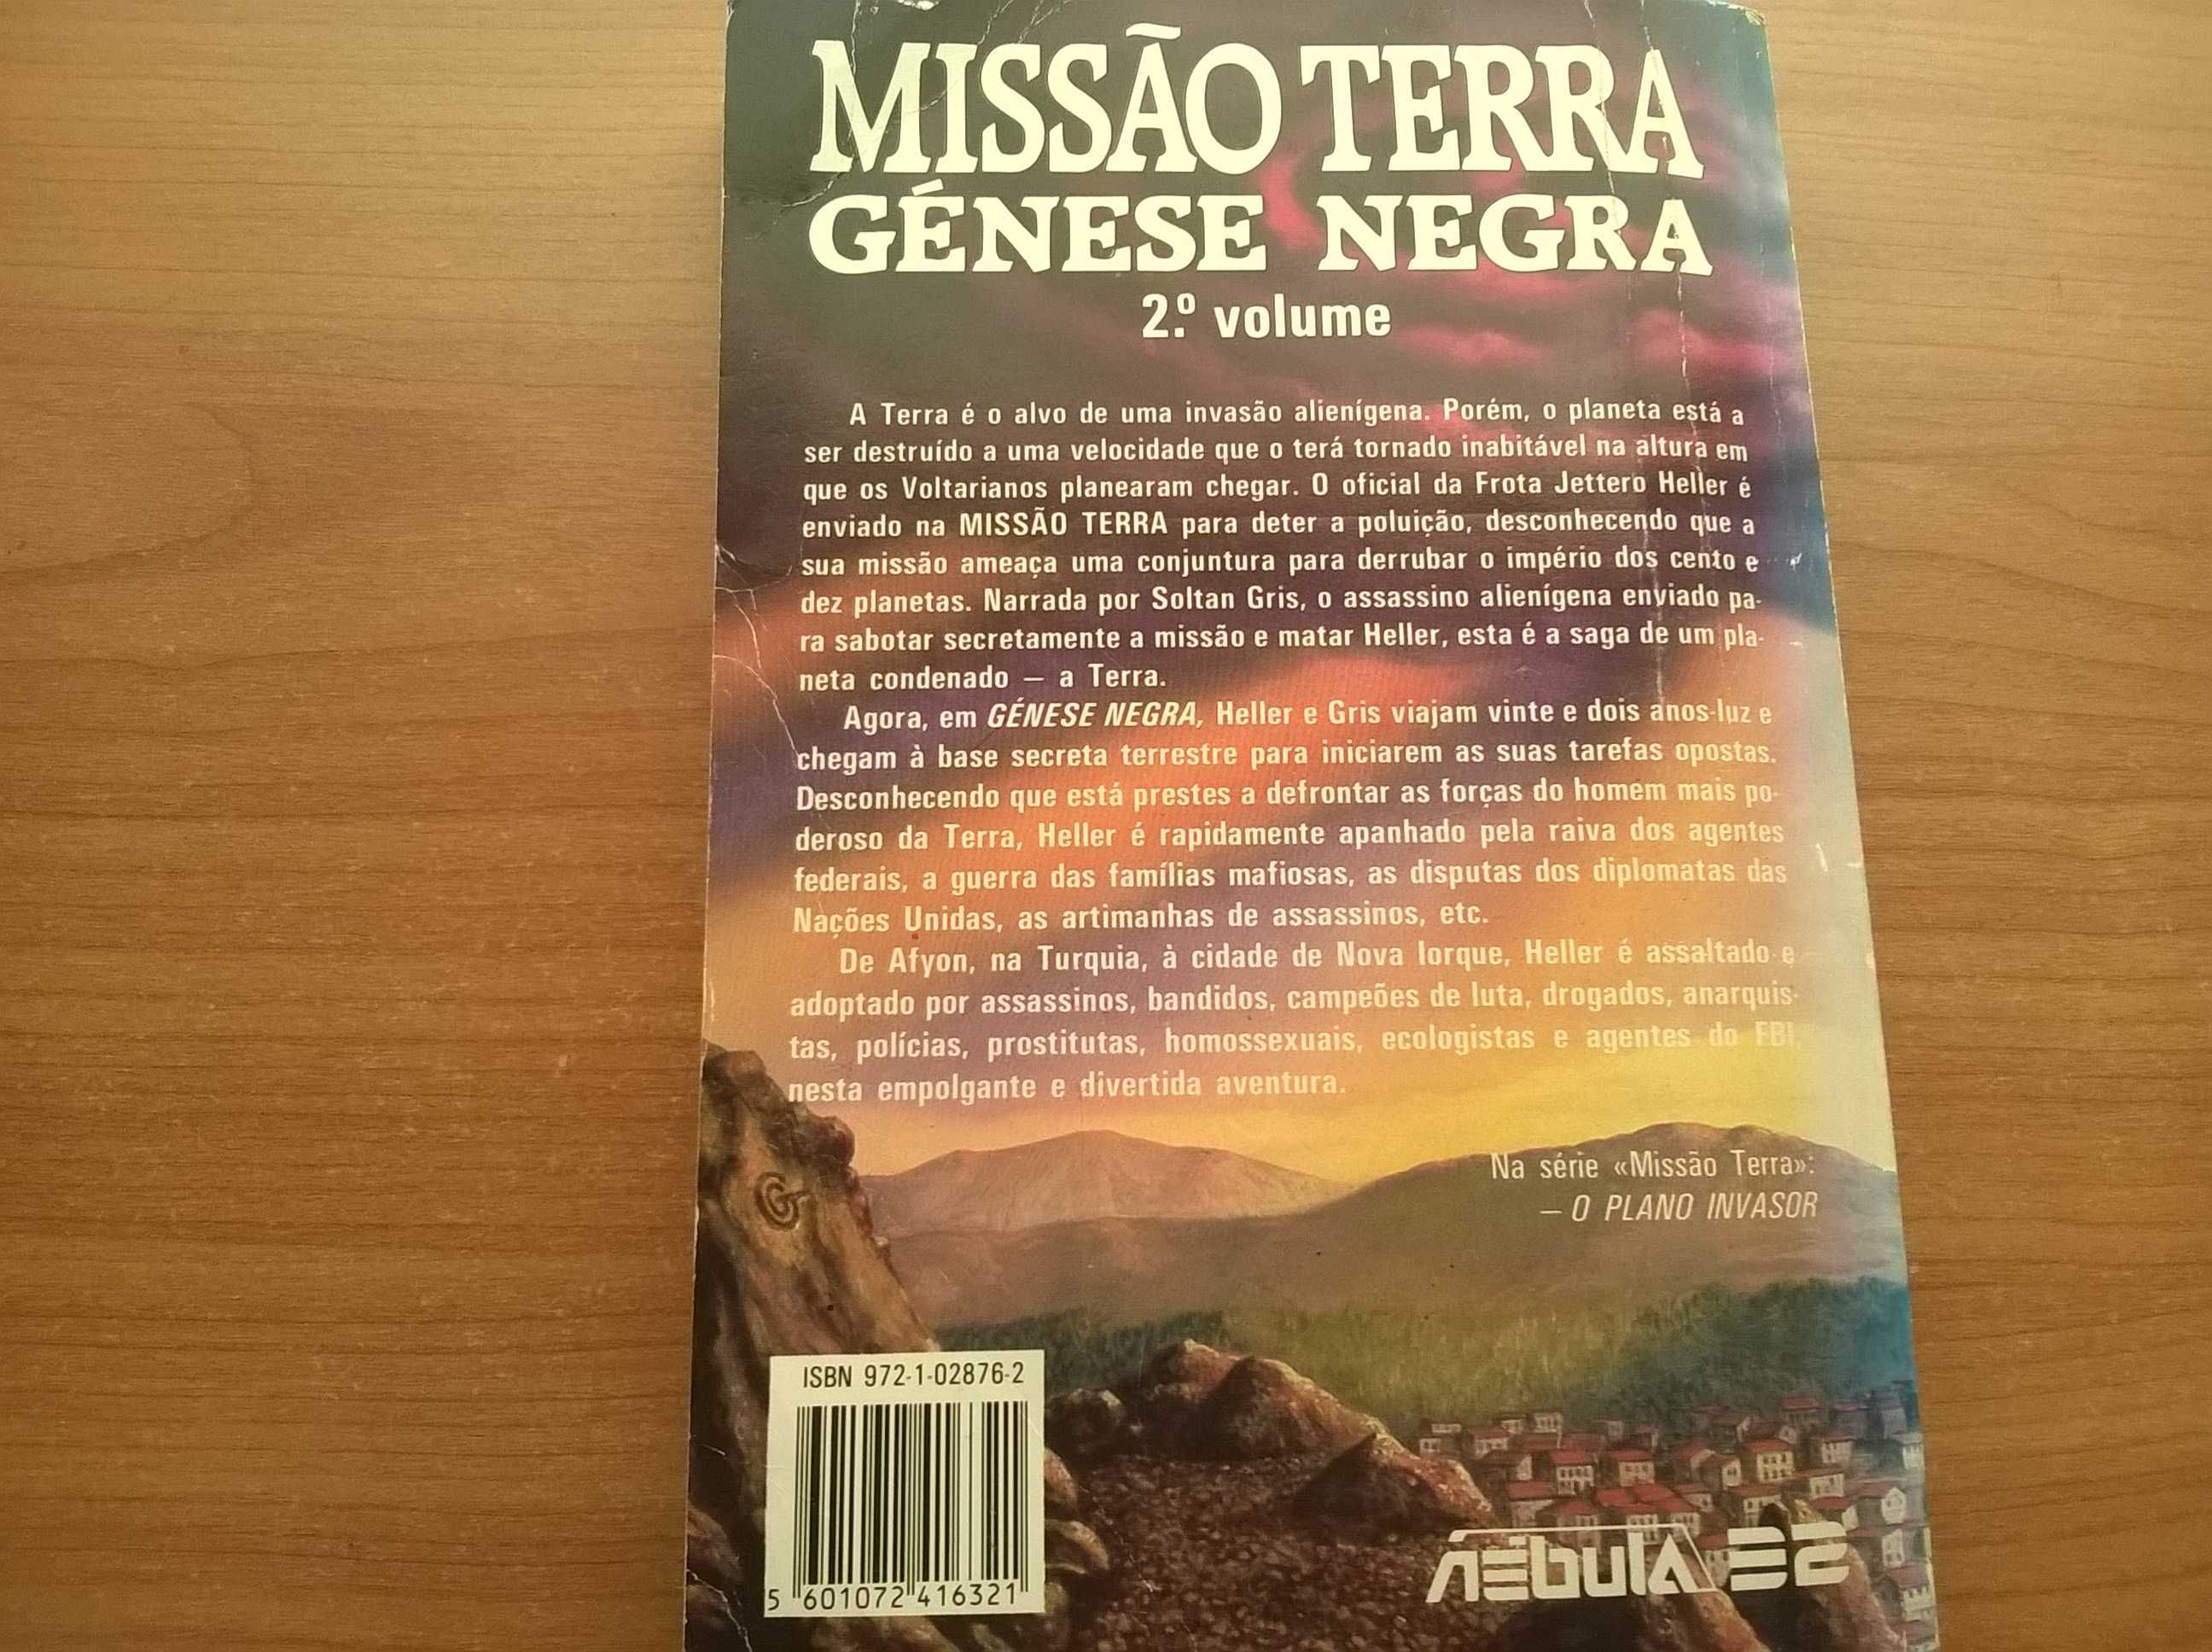 MISSÃO TERRA
GÉNESE NEGRA
2.º volume
A Terra é o alvo de uma invasão alienígena. Porém, o planeta está a
ser destruído a uma velocidade que o terá tornado inabitável na altura em
que os Voltarianos planearam chegar. O oficial da Frota Jettero Heller é
enviado na MISSÃO TERRA para deter a poluição, desconhecendo que a
sua missão ameaça uma conjuntura para derrubar o império dos cento e
dez planetas. Narrada por Soltan Gris, o assassino alienígena enviado pa-
ra sabotar secretamente a missão e matar Heller, esta é a saga de um pla-
neta condenado — a Terra.
Agora, em GÉNESE NEGRA, Heller e Gris viajam vinte e dois anos-luz e
chegam à base secreta terrestre para iniciarem as suas tarefas opostas.
Desconhecendo que está prestes a defrontar as forças do homem mais po-
deroso da Terra, Heller é rapidamente apanhado pela raiva dos agentes
federais, a guerra das famílias mafiosas, as disputas dos diplomatas das
Nações Unidas, as artimanhas de assassinos, etc.
De Afyon, na Turquia, à cidade de Nova Iorque, Heller é assaltado e
adoptado por assassinos, bandidos, campeões de luta, drogados, anarquis-
tas, polícias, prostitutas, homossexuais, ecologistas e agentes do FBI,
nesta empolgante e divertida aventura.
Na série «Missão Terra»:
— O PLANO INVASOR
ISBN 972-1-02876-2
5 601072 416321
nébula 32